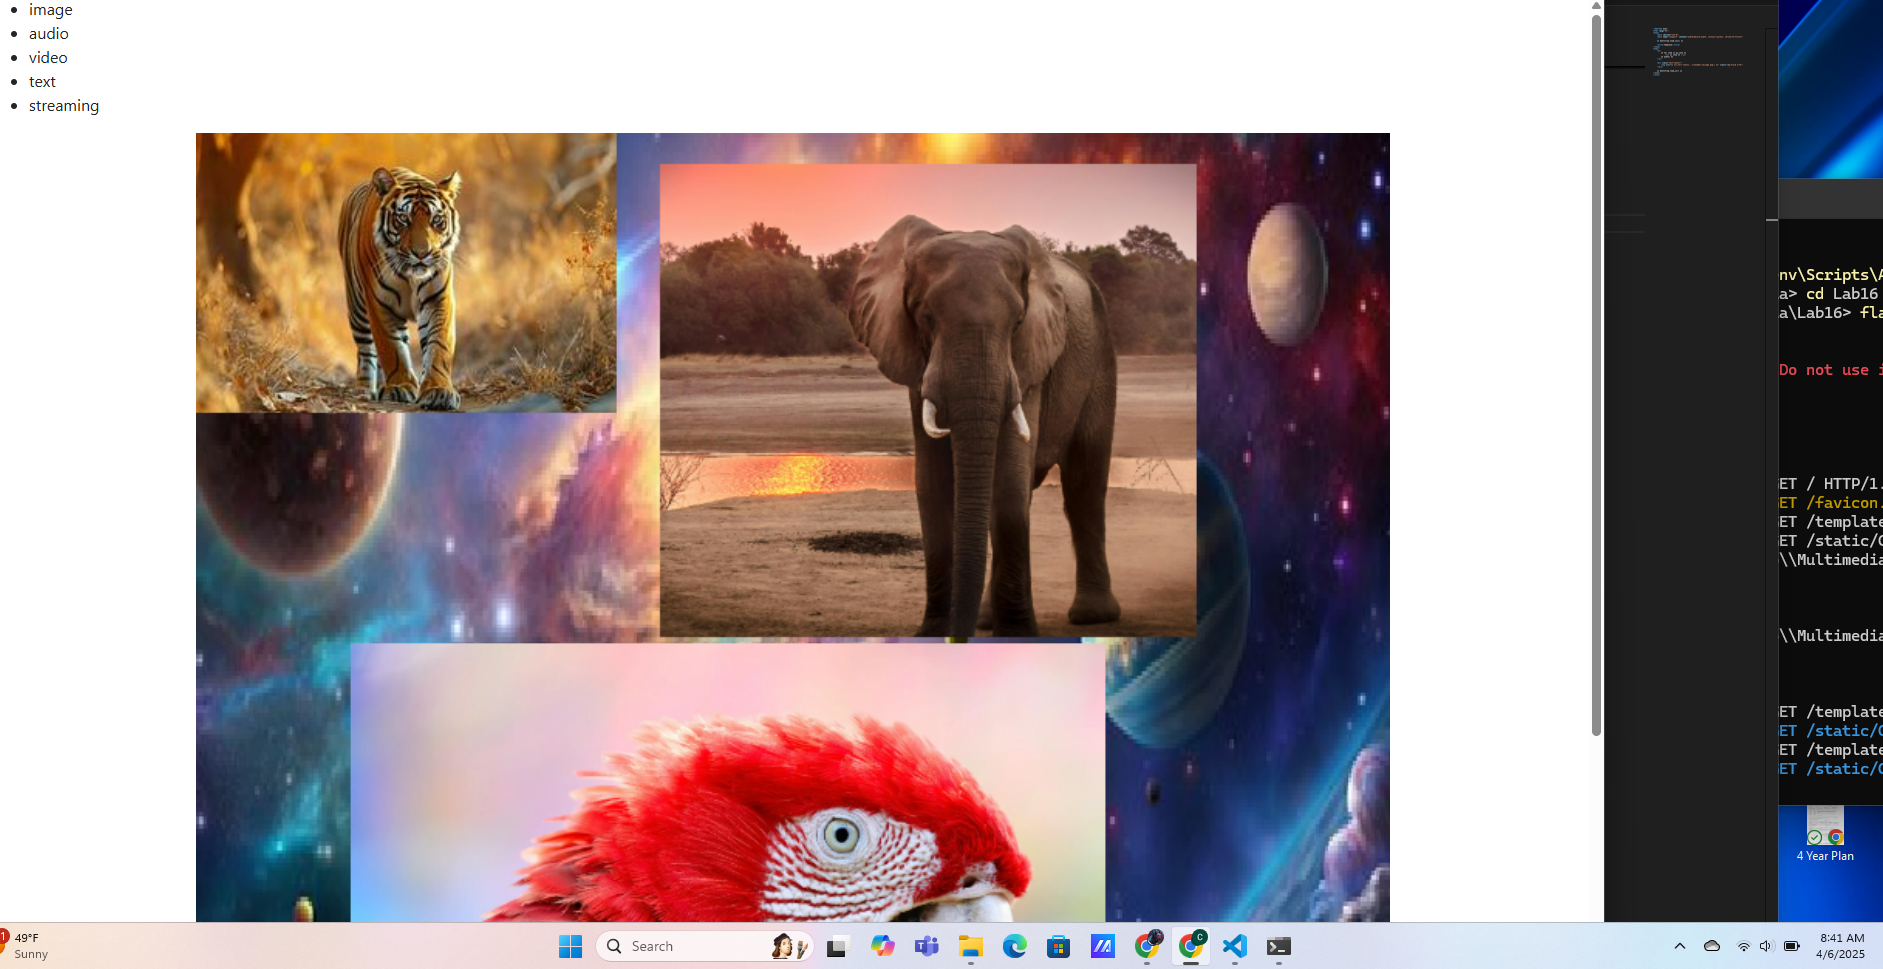 image
audio
video
text
streaming
nv\Scripts\A
a> cd Lab16
a\Lab16> fla
Do not use i
ET / HTTP/1.
ET /favicon.
ET /template
ET /static/C
\\Multimedia
\\Multimedia
ET /template
ET /static/C
ET /template
ET /static/C
4 Year Plan
1
49°F
Sunny
Search
C
8:41 AM
4/6/2025